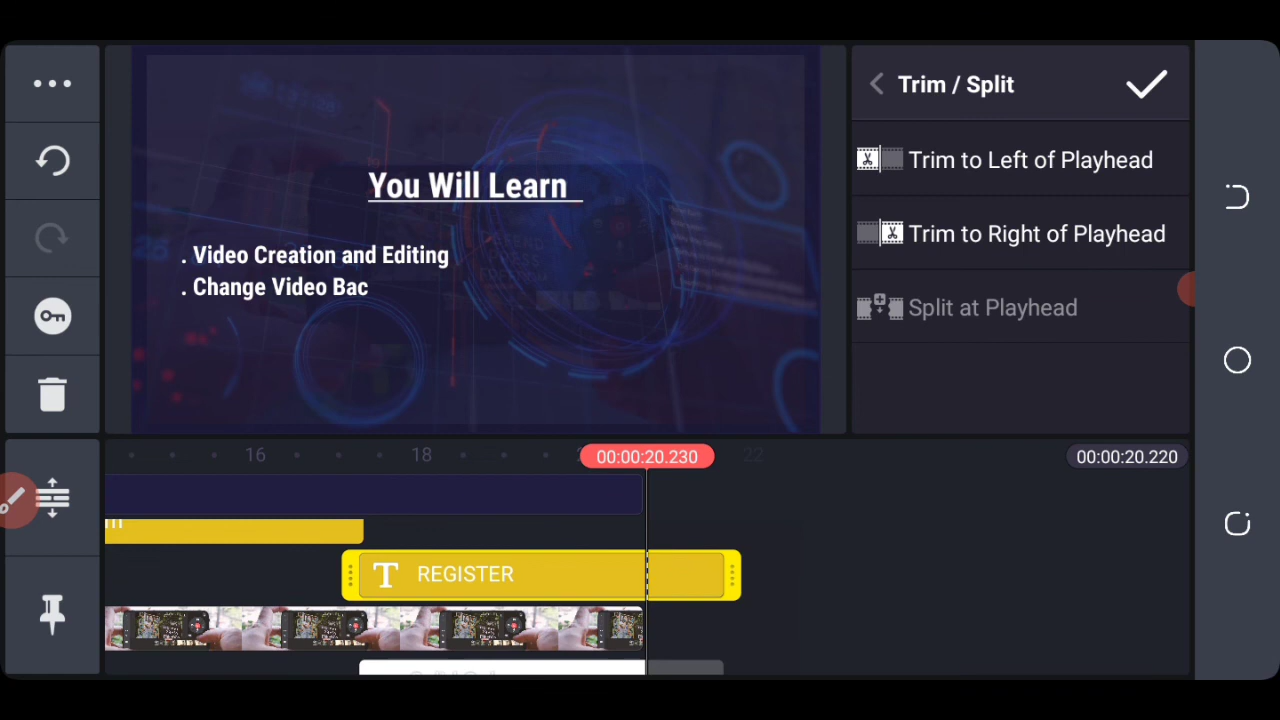 Trim / Split
Trim to Left of Playhead
Trim to Right of Playhead
Split at Playhead
You Will Learn
. Video Creation and Editing
. Change Video Bac
16
18
00:00:20.230
22
00:00:20.220
REGISTER